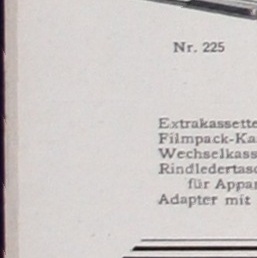 Nr. 225
Extrakassette
Filmpack-Ka
Wechselkass
Rindledertasc
für Appar
Adapter mit